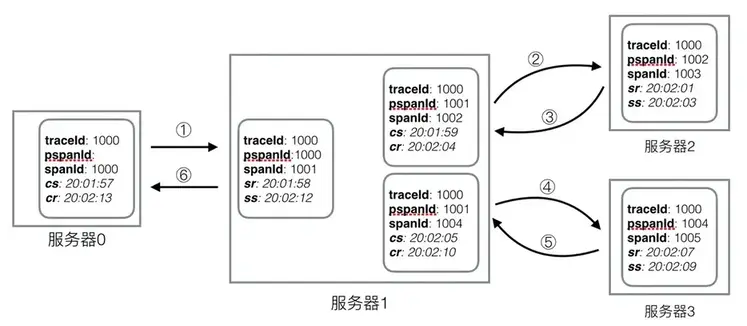 traceId: 1000
pspanId:
spanId: 1000
cs: 20:01:57
cr: 20:02:13
服务器0
①
⑥
traceId: 1000
pspanId:1000
spanId: 1001
sr: 20:01:58
ss: 20:02:12
traceId: 1000
pspanId: 1001
spanId: 1002
cs: 20:01:59
cr: 20:02:04
traceId: 1000
pspanId: 1001
spanId: 1004
cs: 20:02:05
cr: 20:02:10
服务器1
②
③
traceId: 1000
pspanId: 1002
spanId: 1003
sr: 20:02:01
ss: 20:02:03
服务器2
④
⑤
traceId: 1000
pspanId: 1004
spanId: 1005
sr: 20:02:07
ss: 20:02:09
服务器3